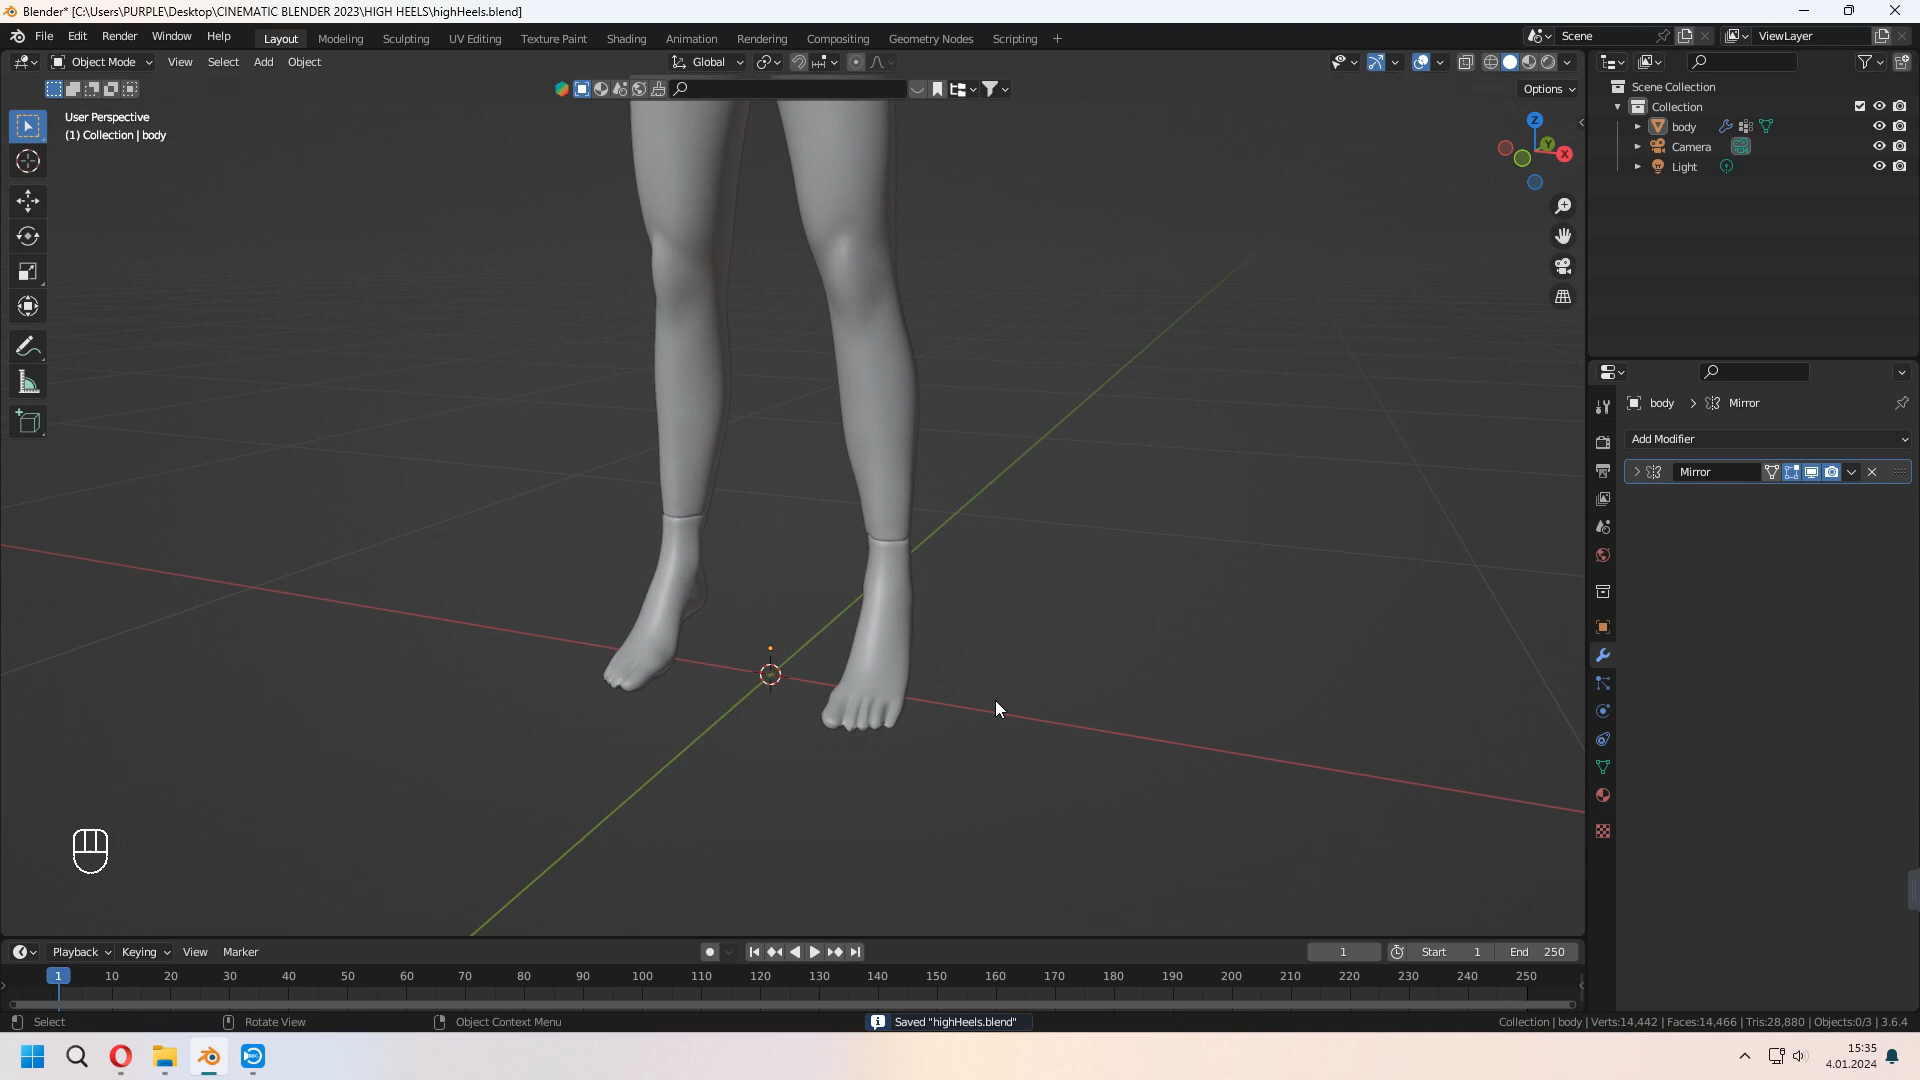 Blender* [C:\Users\PURPLE\Desktop\CINEMATIC BLENDER 2023\HIGH HEELS\highHeels.blend]
File Edit Render Window Help Layout Modeling Sculpting UV Editing Texture Paint Shading Animation Rendering Compositing Geometry Nodes Scripting + Scene ViewLayer
Object Mode View Select Add Object Global
Options
User Perspective
(1) Collection | body
Z
Y
X
Scene Collection
Collection
body
Camera
Light
body > Mirror
Add Modifier
Mirror
Playback Keying View Marker 1 Start 1 End 250
1 10 20 30 40 50 60 70 80 90 100 110 120 130 140 150 160 170 180 190 200 210 220 230 240 250
Select Rotate View Object Context Menu Saved "highHeels.blend" Collection | body | Verts:14,442 | Faces:14,466 | Tris:28,880 | Objects:0/3 | 3.6.4
15:35
4.01.2024